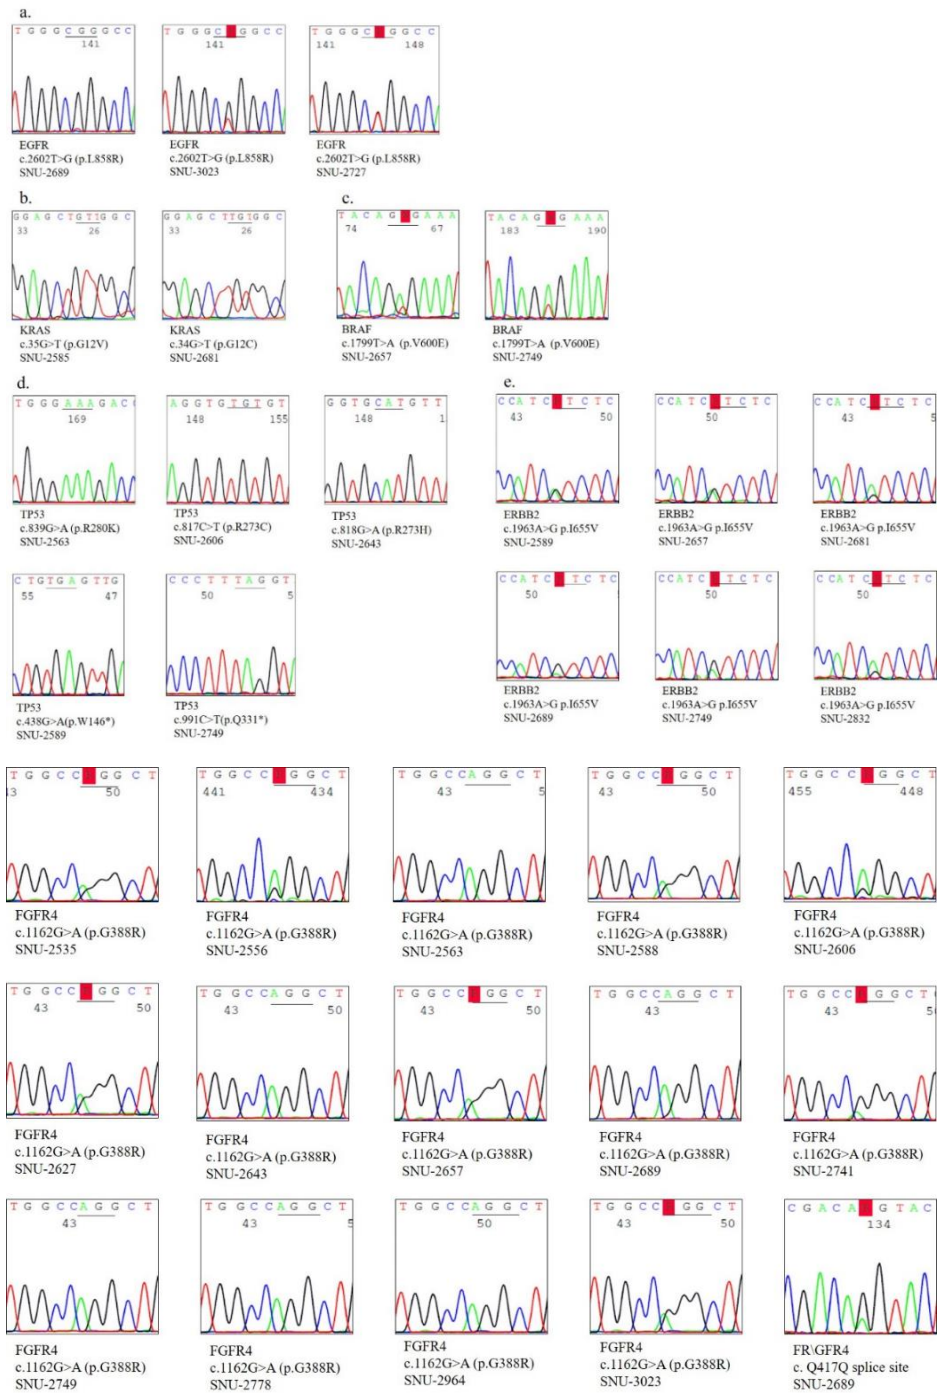 a.
T G G G C G G G C C
141
T G G G C G G C C
141
T G G G C G G C C
141 148
EGFR
c.2602T>G (p.L858R)
SNU-2689
EGFR
c.2602T>G (p.L858R)
SNU-3023
EGFR
c.2602T>G (p.L858R)
SNU-2727
b.
G G A G C T G T T G G C
33 26
G G A G C T T G T G G C
33 26
c.
T A C A G G A A A
74 67
T A C A G G A A A
183 190
KRAS
c.35G>T (p.G12V)
SNU-2585
KRAS
c.34G>T (p.G12C)
SNU-2681
BRAF
c.1799T>A (p.V600E)
SNU-2657
BRAF
c.1799T>A (p.V600E)
SNU-2749
d.
T G G G A A A G A C
169
A G G T G T G T G T
148 155
G G T G C A T G T T
148 1
TP53
c.839G>A (p.R280K)
SNU-2563
TP53
c.817C>T (p.R273C)
SNU-2606
TP53
c.818G>A (p.R273H)
SNU-2643
C T G T G A G T T G
55 47
C C C T T T A G G T
50 5
TP53
c.438G>A(p.W146*)
SNU-2589
TP53
c.991C>T(p.Q331*)
SNU-2749
e.
C C A T C T C T C
43 50
C C A T C T C T C
50
C C A T C T C T C
43 5
ERBB2
c.1963A>G p.I655V
SNU-2589
ERBB2
c.1963A>G p.I655V
SNU-2657
ERBB2
c.1963A>G p.I655V
SNU-2681
C C A T C T C T C
50
C C A T C T C T C
50
C C A T C T C T C
50
ERBB2
c.1963A>G p.I655V
SNU-2689
ERBB2
c.1963A>G p.I655V
SNU-2749
ERBB2
c.1963A>G p.I655V
SNU-2832
T G G C C G G C T
43 50
T G G C C G G C T
441 434
T G G C C A G G C T
43 5
T G G C C G G C T
43 50
T G G C C G G C T
455 448
FGFR4
c.1162G>A (p.G388R)
SNU-2535
FGFR4
c.1162G>A (p.G388R)
SNU-2556
FGFR4
c.1162G>A (p.G388R)
SNU-2563
FGFR4
c.1162G>A (p.G388R)
SNU-2588
FGFR4
c.1162G>A (p.G388R)
SNU-2606
T G G C C G G C T
43 50
T G G C C A G G C T
43 50
T G G C C G G C T
43 50
T G G C C A G G C T
43
T G G C C G G C T
43 50
FGFR4
c.1162G>A (p.G388R)
SNU-2627
FGFR4
c.1162G>A (p.G388R)
SNU-2643
FGFR4
c.1162G>A (p.G388R)
SNU-2657
FGFR4
c.1162G>A (p.G388R)
SNU-2689
FGFR4
c.1162G>A (p.G388R)
SNU-2741
T G G C C A G G C T
43
T G G C C A G G C T
43 5
T G G C C A G G C T
50
T G G C C G G C T
43 50
C G A C A G T A C
134
FGFR4
c.1162G>A (p.G388R)
SNU-2749
FGFR4
c.1162G>A (p.G388R)
SNU-2778
FGFR4
c.1162G>A (p.G388R)
SNU-2964
FGFR4
c.1162G>A (p.G388R)
SNU-3023
FR\GFR4
c. Q417Q splice site
SNU-2689